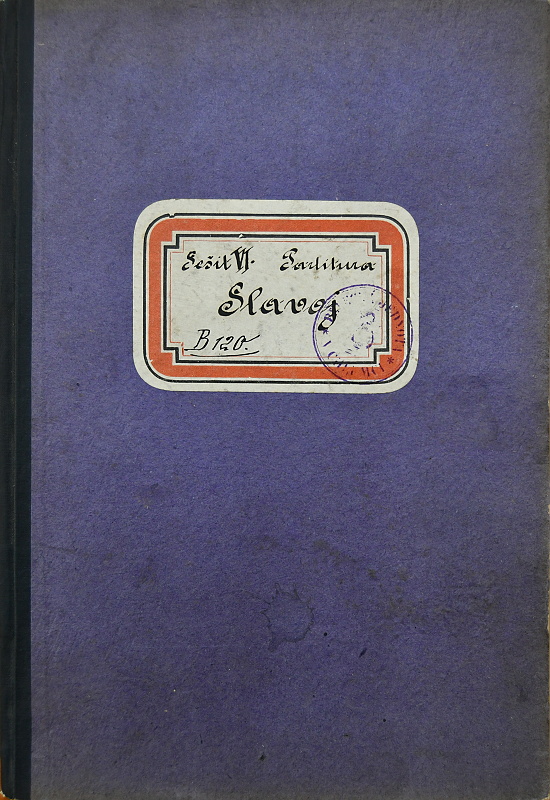 Sešit VI. Partitura
Slavoj
B 120.